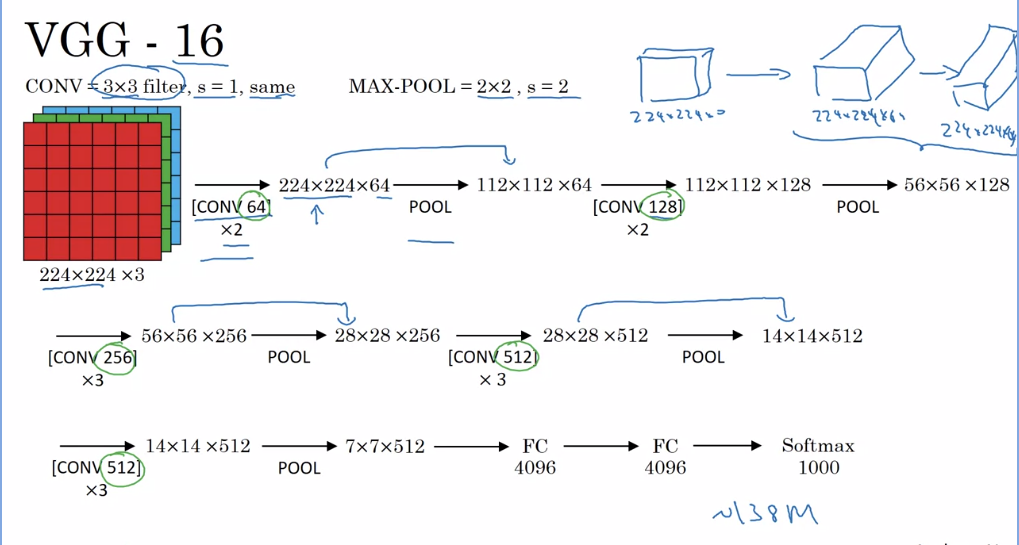 VGG - 16
CONV = 3×3 filter, s = 1, same
MAX-POOL = 2×2 , s = 2
224×224×3
224×224×64
224×224×64
224×224 ×3
[CONV 64]
×2
224×224×64
POOL
112×112 ×64
[CONV 128]
×2
112×112 ×128
POOL
56×56 ×128
[CONV 256]
×3
56×56 ×256
POOL
28×28 ×256
[CONV 512]
× 3
28×28 ×512
POOL
14×14×512
[CONV 512]
×3
14×14 ×512
POOL
7×7×512
FC
4096
FC
4096
Softmax
1000
~138M